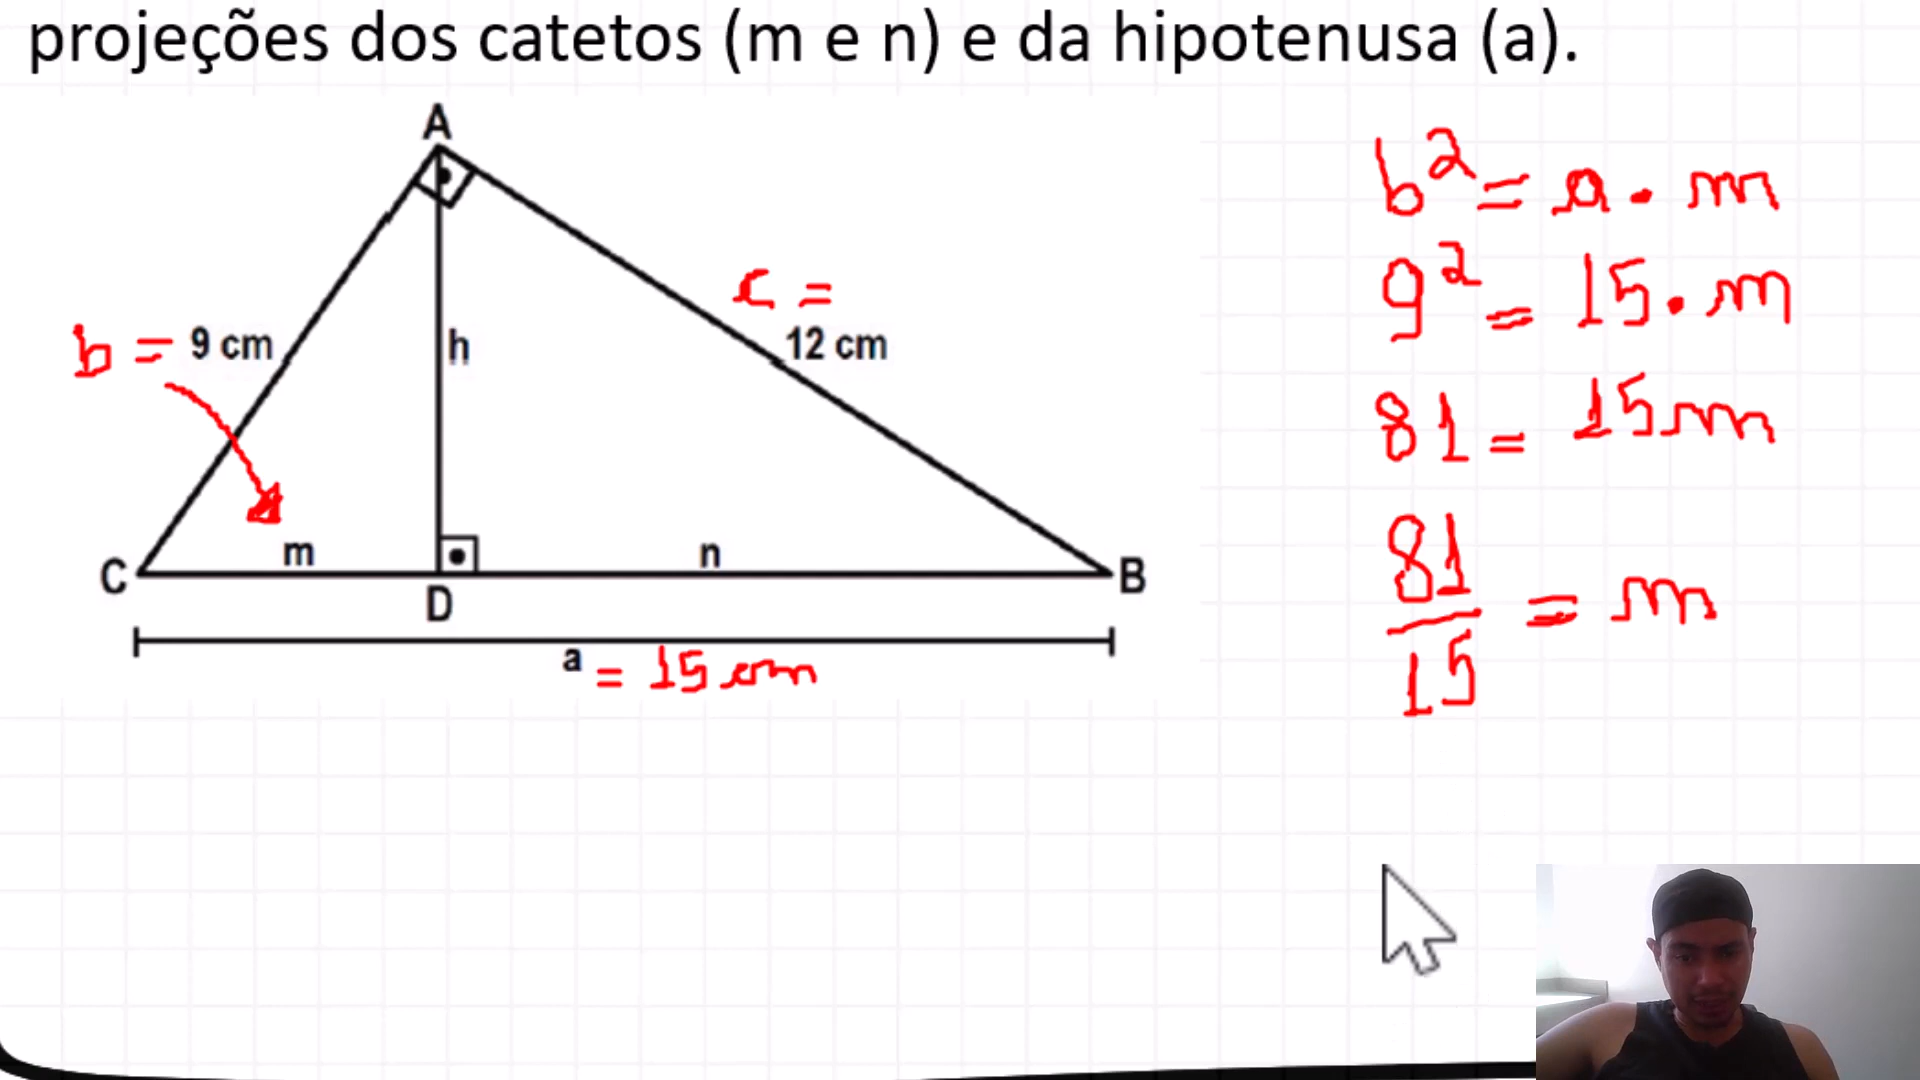 projeções dos catetos (m e n) e da hipotenusa (a).
A
b = 9 cm
h
c =
12 cm
C
m
n
B
D
a = 15 cm
b² = a · m
9² = 15 · m
81 = 15m
81/15 = m